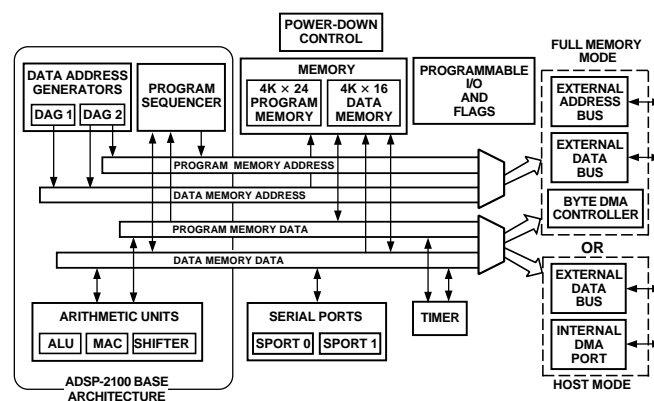 POWER-DOWN
CONTROL
DATA ADDRESS
GENERATORS
DAG 1
DAG 2
PROGRAM
SEQUENCER
MEMORY
4K × 24
PROGRAM
MEMORY
4K × 16
DATA
MEMORY
PROGRAMMABLE
I/O
AND
FLAGS
FULL MEMORY
MODE
EXTERNAL
ADDRESS
BUS
EXTERNAL
DATA
BUS
BYTE DMA
CONTROLLER
OR
EXTERNAL
DATA
BUS
INTERNAL
DMA
PORT
HOST MODE
PROGRAM MEMORY ADDRESS
DATA MEMORY ADDRESS
PROGRAM MEMORY DATA
DATA MEMORY DATA
ARITHMETIC UNITS
ALU
MAC
SHIFTER
SERIAL PORTS
SPORT 0
SPORT 1
TIMER
ADSP-2100 BASE
ARCHITECTURE